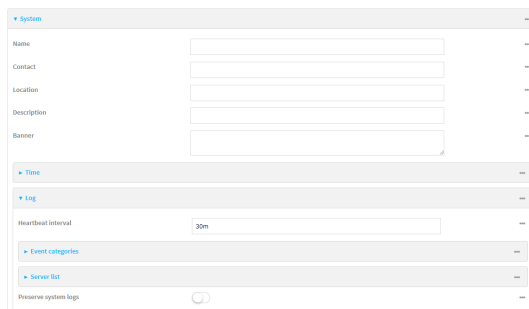 System
Name
Contact
Location
Description
Banner
Time
Log
Heartbeat interval
30m
Event categories
Server list
Preserve system logs